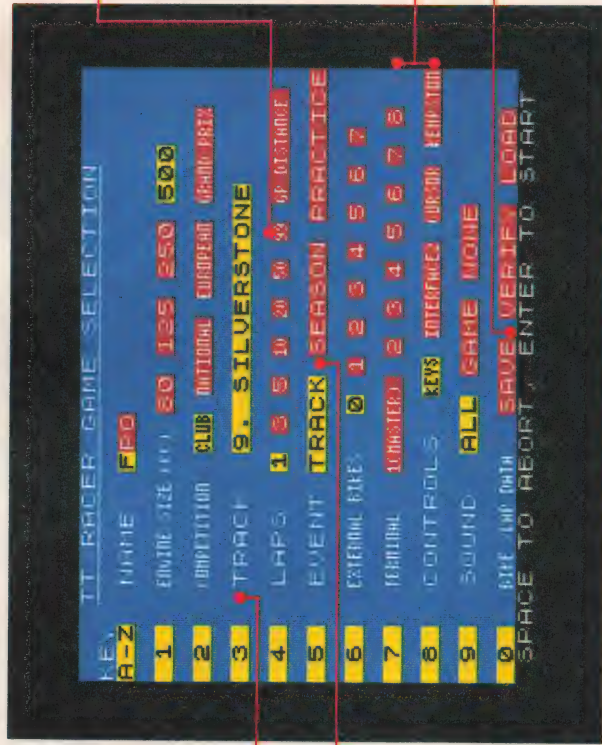 TT RACER GAME SELECTION
KEY
A-Z NAME FPO
1 ENGINE SIZE (cc) 80 125 250 500
2 COMPETITION CLUB NATIONAL EUROPEAN GRAND PRIX
3 TRACK 9. SILVERSTONE
4 LAPS 1 3 5 10 20 50 99 GP DISTANCE
5 EVENT TRACK SEASON PRACTICE
6 EXTERNAL BIKES 0 1 2 3 4 5 6 7
7 TERMINAL 1(MASTER) 2 3 4 5 6 7 8
8 CONTROLS KEYS INTERFACE2 CURSOR KEMPSTON
9 SOUND ALL GAME NONE
0 BIKE /MAP DATA SAVE VERIFY LOAD
SPACE TO ABORT, ENTER TO START